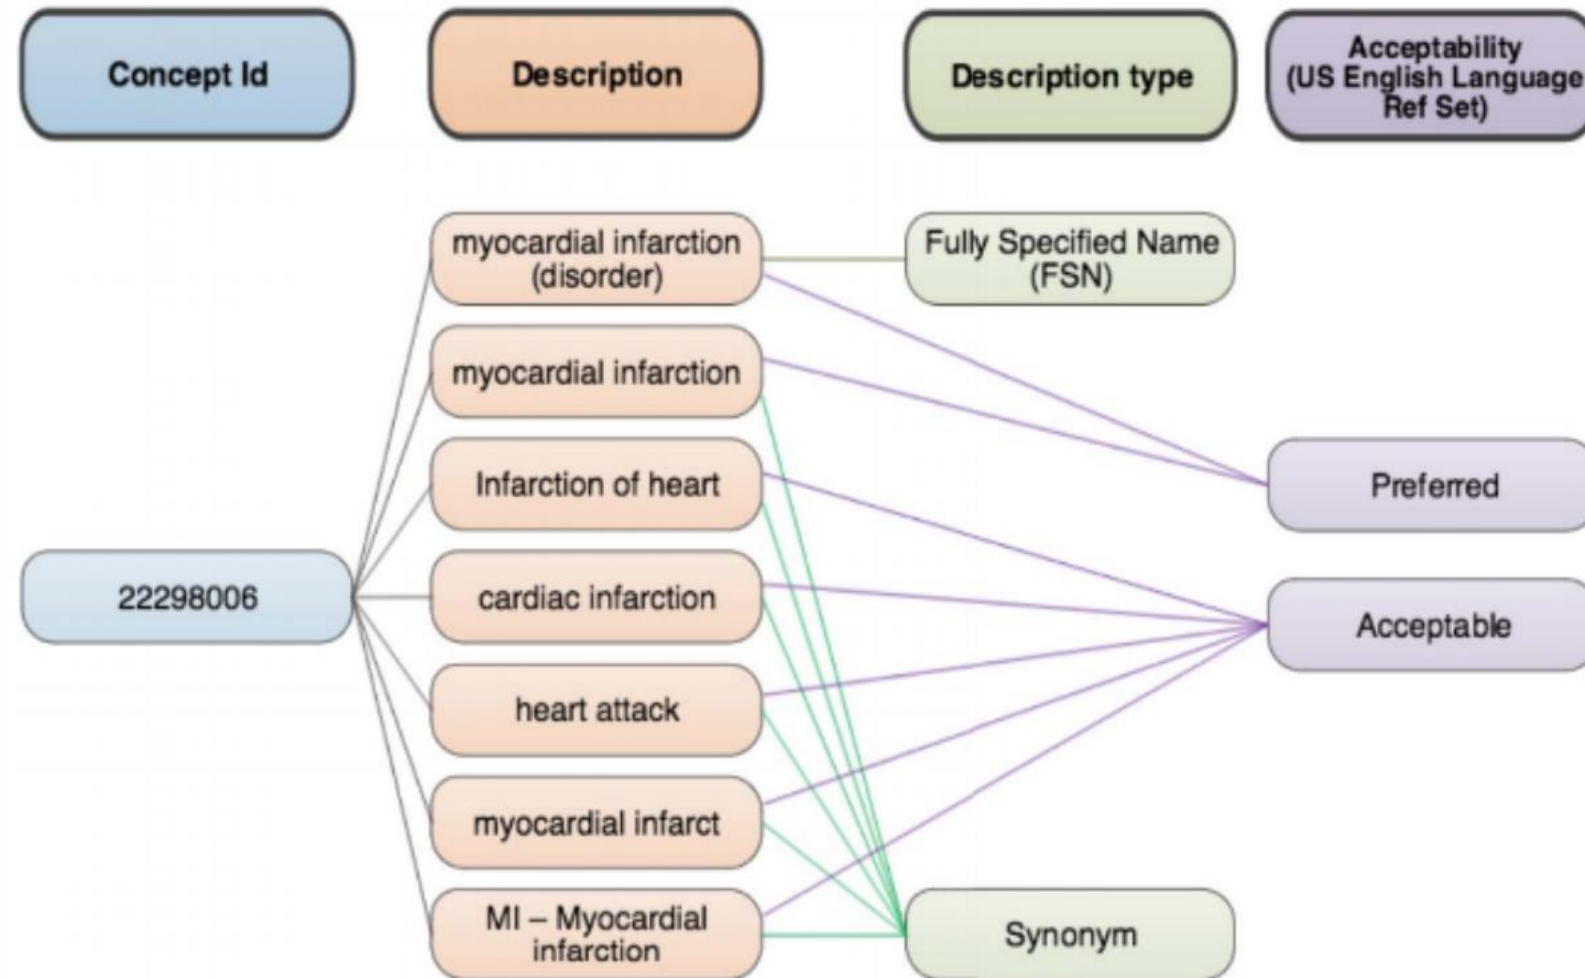 Concept Id
Description
Description type
Acceptability
(US English Language
Ref Set)
myocardial infarction
(disorder)
Fully Specified Name
(FSN)
myocardial infarction
Infarction of heart
Preferred
22298006
cardiac infarction
Acceptable
heart attack
myocardial infarct
MI – Myocardial
infarction
Synonym